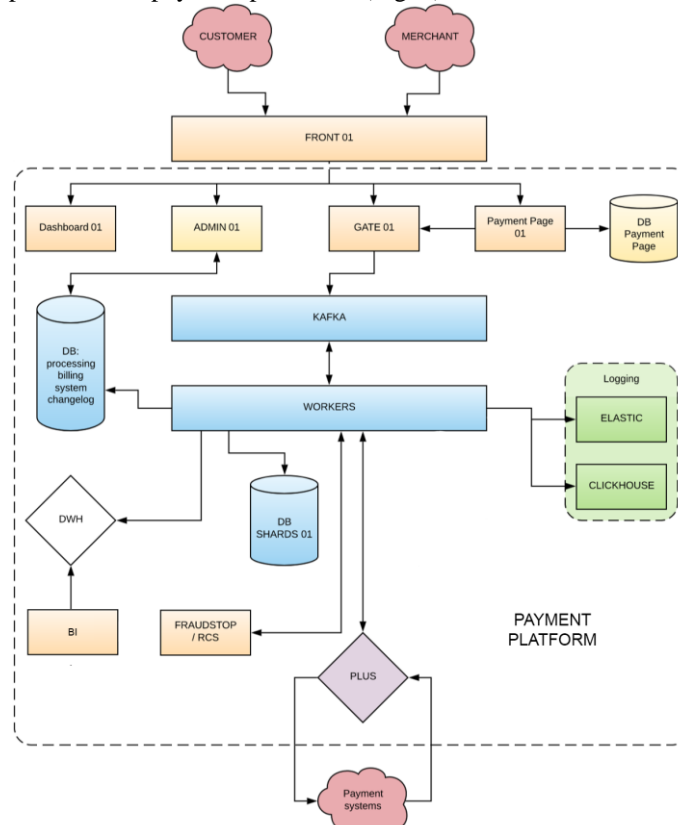 CUSTOMER
MERCHANT
FRONT 01
Dashboard 01
ADMIN 01
GATE 01
Payment Page
01
DB
Payment
Page
KAFKA
DB:
processing
billing
system
changelog
WORKERS
Logging
ELASTIC
CLICKHOUSE
DWH
DB
SHARDS 01
BI
FRAUDSTOP
/ RCS
PLUS
PAYMENT
PLATFORM
Payment
systems